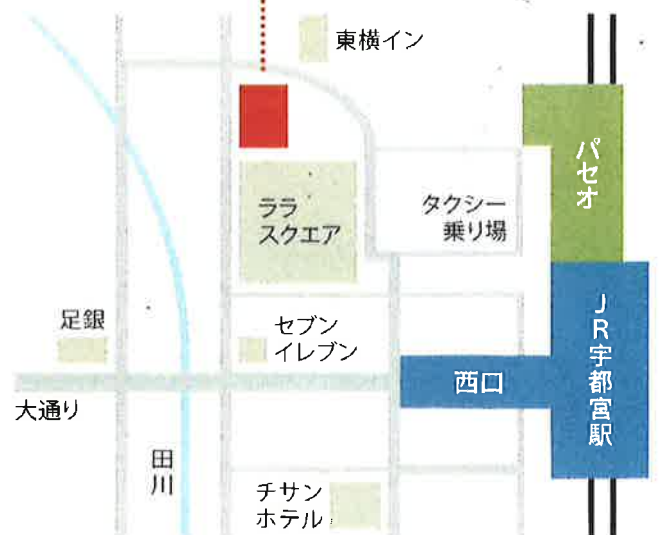 東横イン
パセオ
ララ
スクエア
タクシー
乗り場
足銀
セブン
イレブン
JR宇都宮駅
西口
大通り
田川
チサン
ホテル